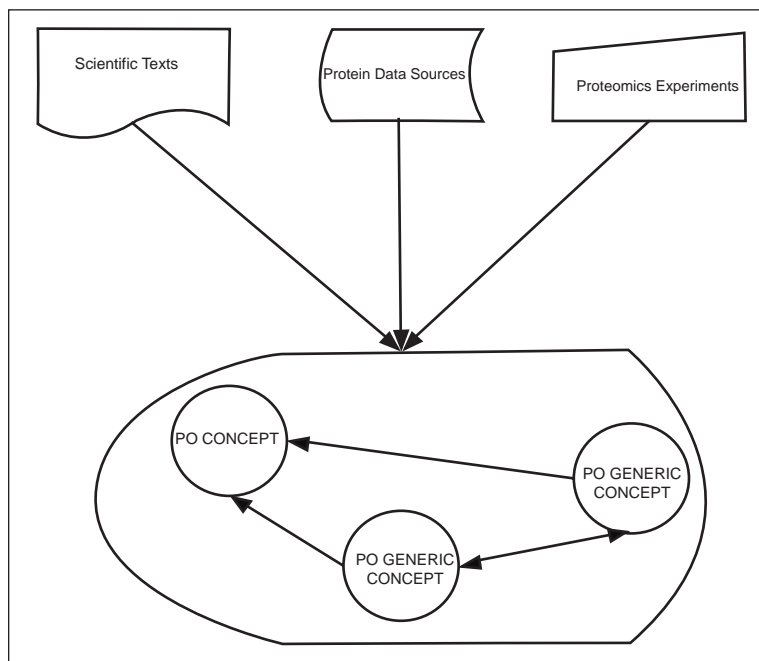 Scientific Texts
Protein Data Sources
Proteomics Experiments
PO CONCEPT
PO GENERIC
CONCEPT
PO GENERIC
CONCEPT